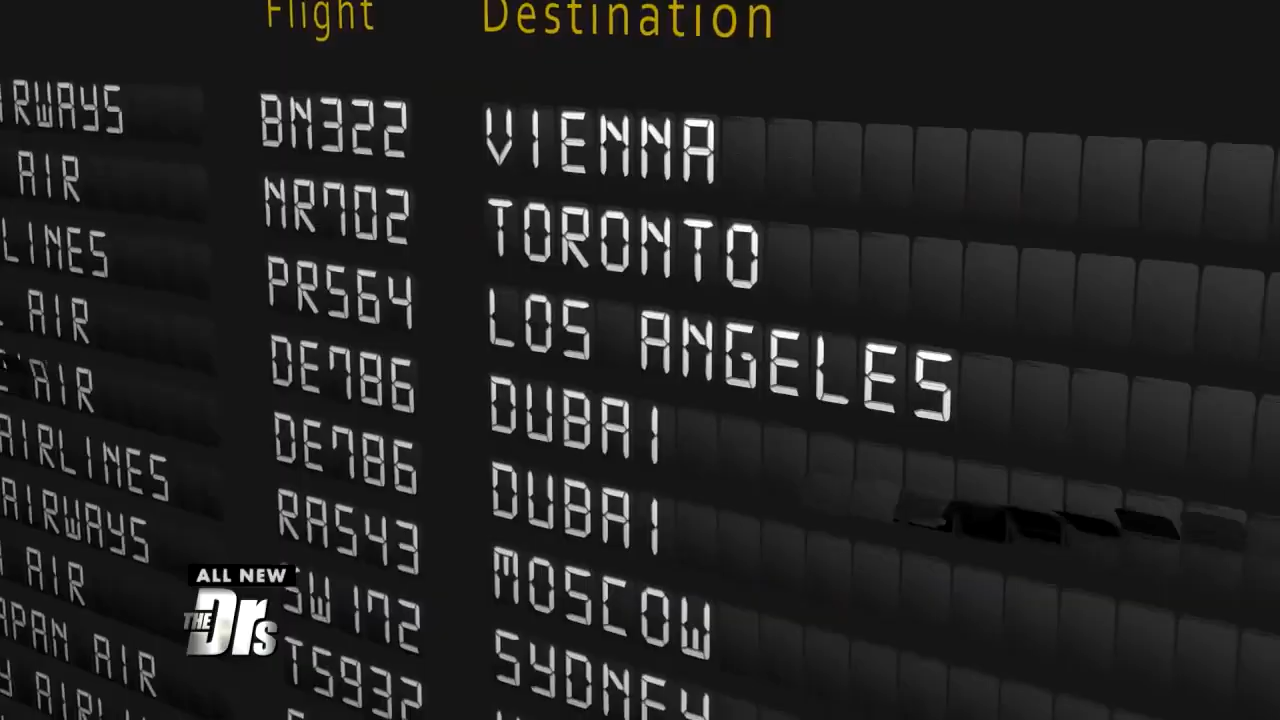 Flight Destination
RWAYS BN322 VIENNA
AIR NR702 TORONTO
LINES PR564 LOS ANGELES
AIR DE786 DUBAI
AIR DE786 DUBAI
AIRLINES RAS43 MOSCOW
AIRWAYS SW172 SYDNEY
AIR TS932
APAN AIR
ALL NEW
THE DRS